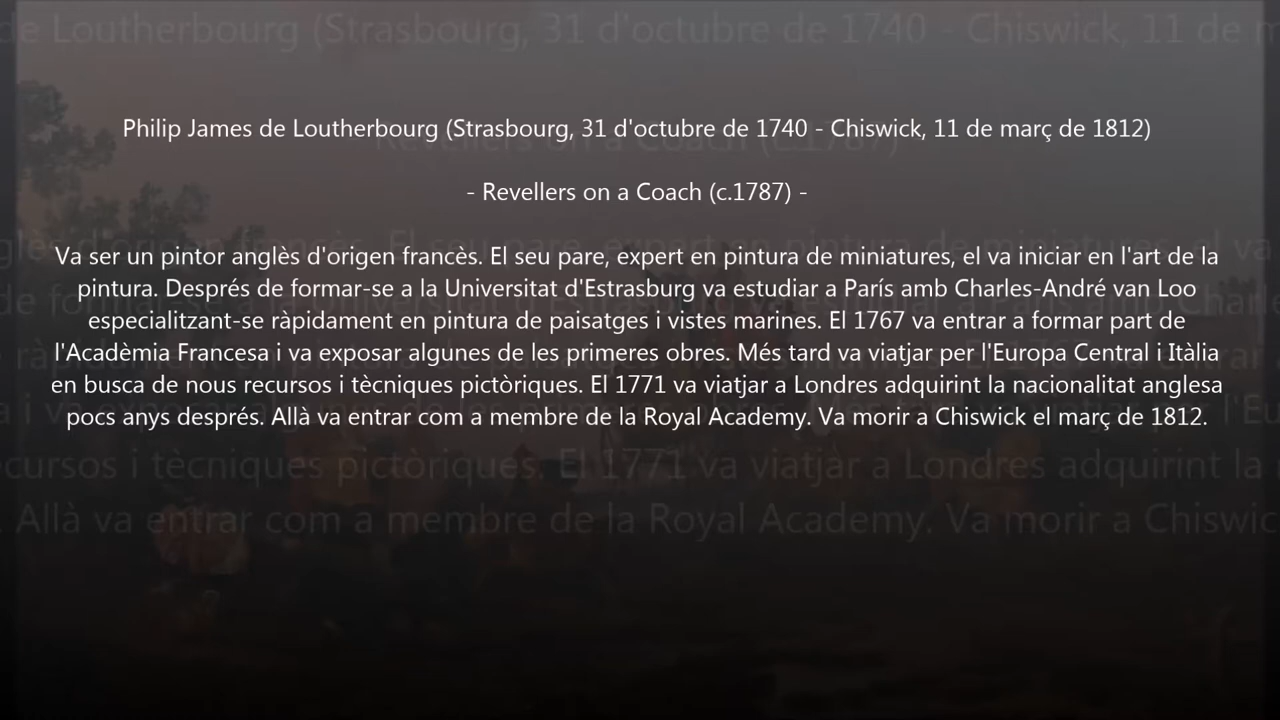 Philip James de Loutherbourg (Strasbourg, 31 d'octubre de 1740 - Chiswick, 11 de març de 1812)
- Revellers on a Coach (c.1787) -
Va ser un pintor anglès d'origen francès. El seu pare, expert en pintura de miniatures, el va iniciar en l'art de la
pintura. Després de formar-se a la Universitat d'Estrasburg va estudiar a París amb Charles-André van Loo
especialitzant-se ràpidament en pintura de paisatges i vistes marines. El 1767 va entrar a formar part de
l'Acadèmia Francesa i va exposar algunes de les primeres obres. Més tard va viatjar per l'Europa Central i Itàlia
en busca de nous recursos i tècniques pictòriques. El 1771 va viatjar a Londres adquirint la nacionalitat anglesa
pocs anys després. Allà va entrar com a membre de la Royal Academy. Va morir a Chiswick el març de 1812.